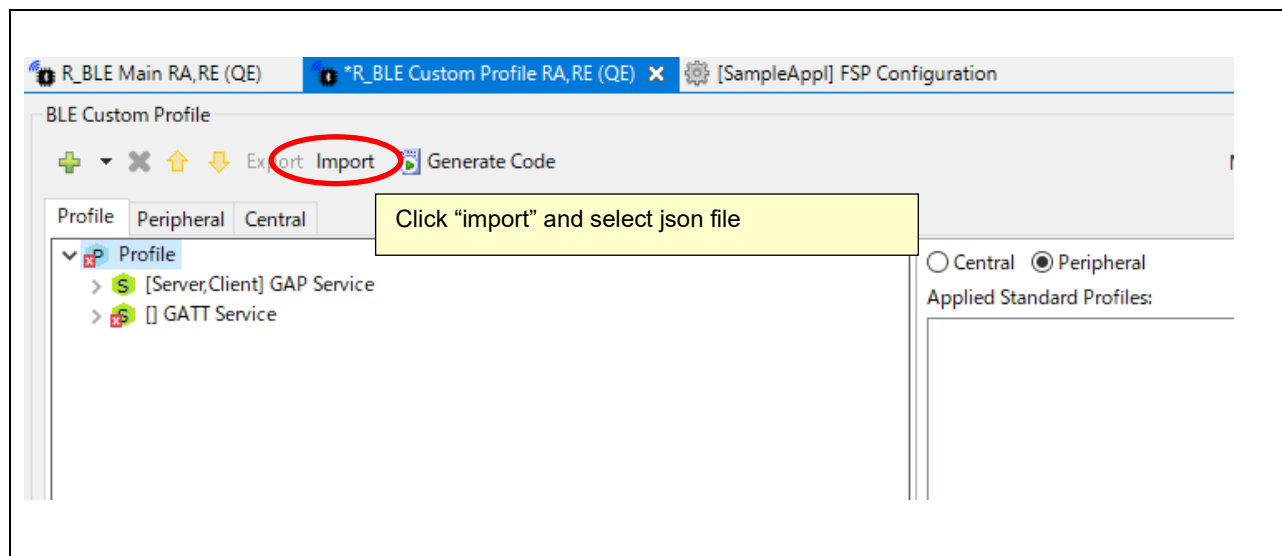 R_BLE Main RA,RE (QE) *R_BLE Custom Profile RA,RE (QE) [SampleAppl] FSP Configuration
BLE Custom Profile
Export Import Generate Code
Profile Peripheral Central
Click “import” and select json file
Profile
[Server,Client] GAP Service
[] GATT Service
Central Peripheral
Applied Standard Profiles: